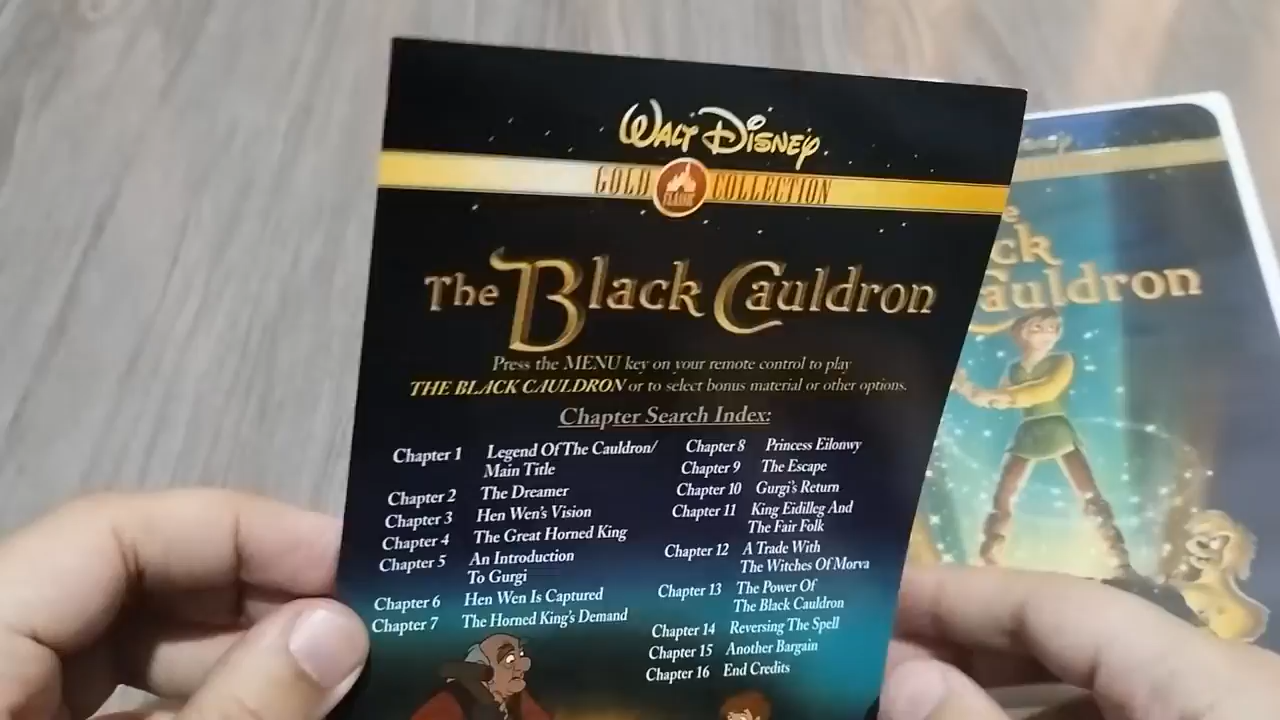 WALT DISNEY
GOLD CLASSIC COLLECTION
The Black Cauldron
Press the MENU key on your remote control to play
THE BLACK CAULDRON or to select bonus material or other options.
Chapter Search Index:
Chapter 1 Legend Of The Cauldron/
Main Title
Chapter 2 The Dreamer
Chapter 3 Hen Wen's Vision
Chapter 4 The Great Horned King
Chapter 5 An Introduction
To Gurgi
Chapter 6 Hen Wen Is Captured
Chapter 7 The Horned King's Demand
Chapter 8 Princess Eilonwy
Chapter 9 The Escape
Chapter 10 Gurgi's Return
Chapter 11 King Eidilleg And
The Fair Folk
Chapter 12 A Trade With
The Witches Of Morva
Chapter 13 The Power Of
The Black Cauldron
Chapter 14 Reversing The Spell
Chapter 15 Another Bargain
Chapter 16 End Credits
e
ck
auldron